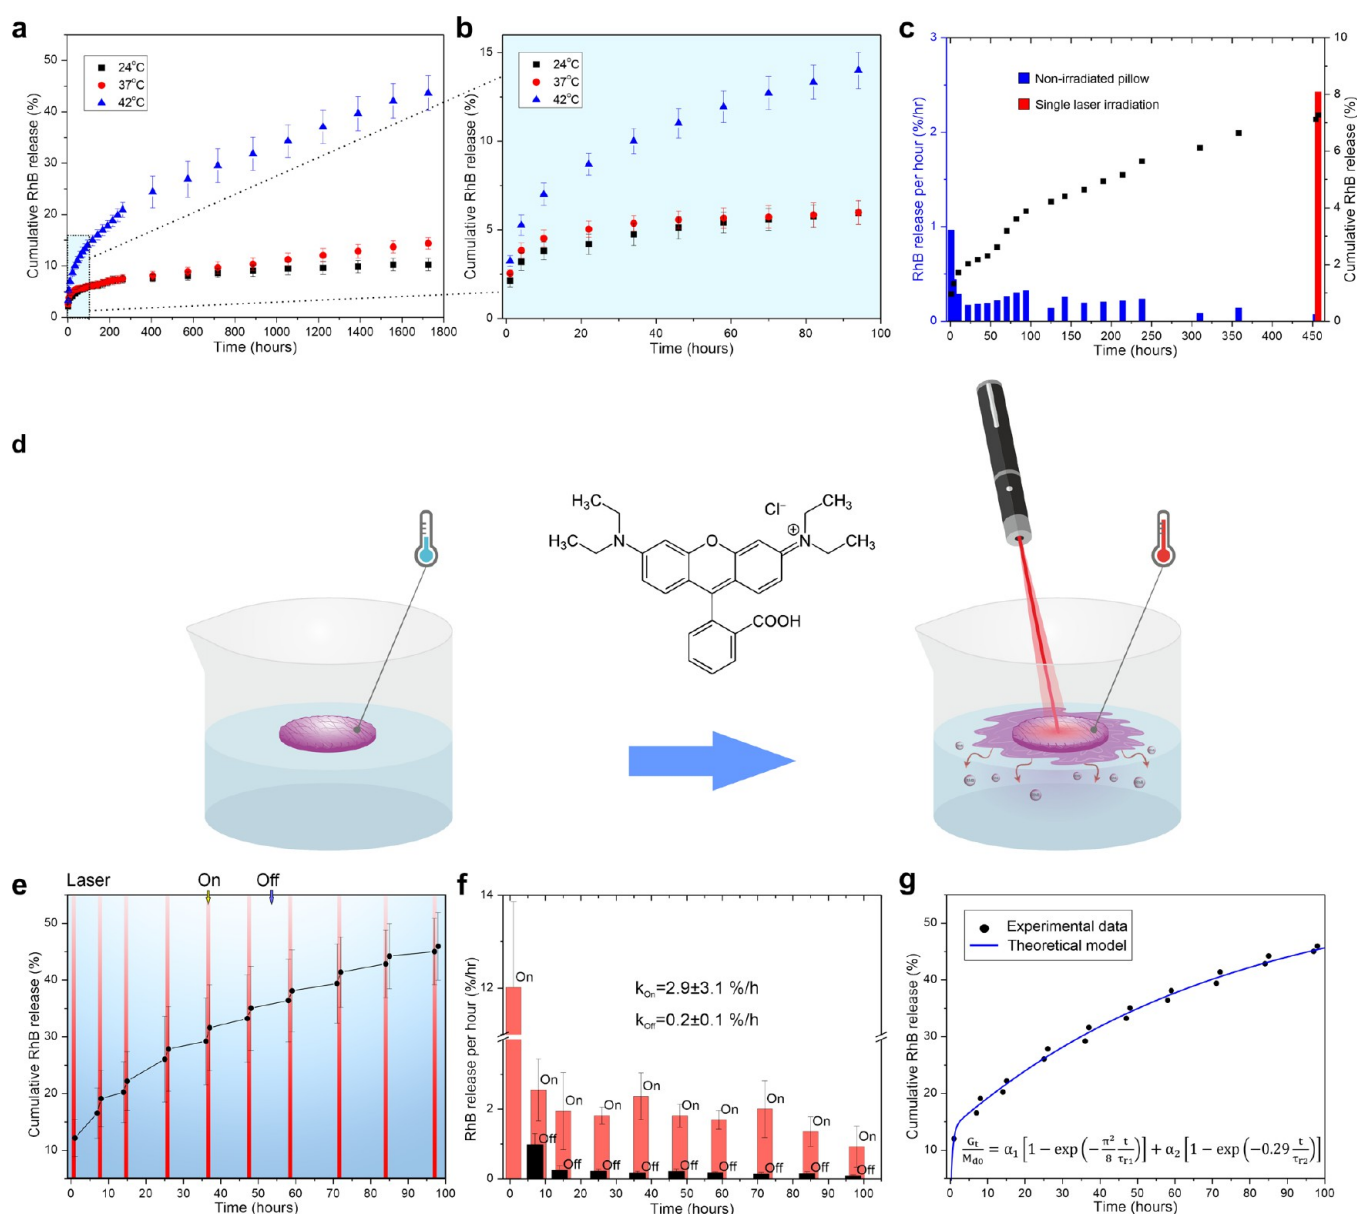 a
24°C
37°C
42°C
Cumulative RhB release (%)
50
40
30
20
10
0
0 200 400 600 800 1000 1200 1400 1600 1800
Time (hours)
b
24°C
37°C
42°C
Cumulative RhB release (%)
15
10
5
0
0 20 40 60 80 100
Time (hours)
c
Non-irradiated pillow
Single laser irradiation
RhB release per hour (%/hr)
3
2
1
0
Cumulative RhB release (%)
10
8
6
4
2
0
0 50 100 150 200 250 300 350 400 450
Time (hours)
d
H₃C
CH₃
Cl⁻
H₃C
N
O
N
⊕
CH₃
COOH
e
Laser On Off
Cumulative RhB release (%)
50
40
30
20
10
0 10 20 30 40 50 60 70 80 90 100
Time (hours)
f
RhB release per hour (%/hr)
14
12
2
0
On
kOn=2.9±3.1 %/h
kOff=0.2±0.1 %/h
On On On On On On On On On
Off Off Off Off Off Off Off Off Off
0 10 20 30 40 50 60 70 80 90 100
Time (hours)
g
Experimental data
Theoretical model
Cumulative RhB release (%)
50
40
30
20
10
Gt/Md0 = α₁ [1 − exp (−π²/8 t/τr1)] + α₂ [1 − exp (−0.29 t/τr2)]
0 10 20 30 40 50 60 70 80 90 100
Time (hours)